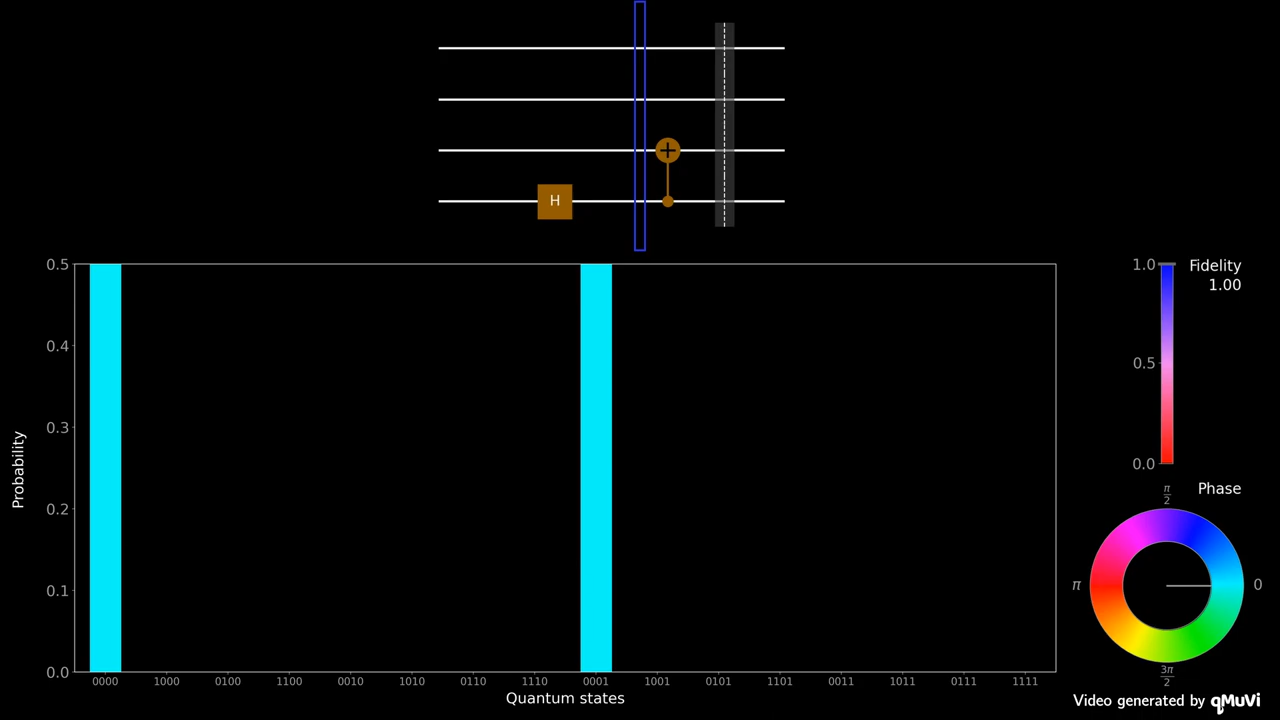 H
Fidelity
1.00
1.0
0.5
0.0
0.5
0.4
0.3
0.2
0.1
0.0
Probability
0000 1000 0100 1100 0010 1010 0110 1110 0001 1001 0101 1101 0011 1011 0111 1111
Quantum states
Phase
π/2
π
0
3π/2
Video generated by qMuVi